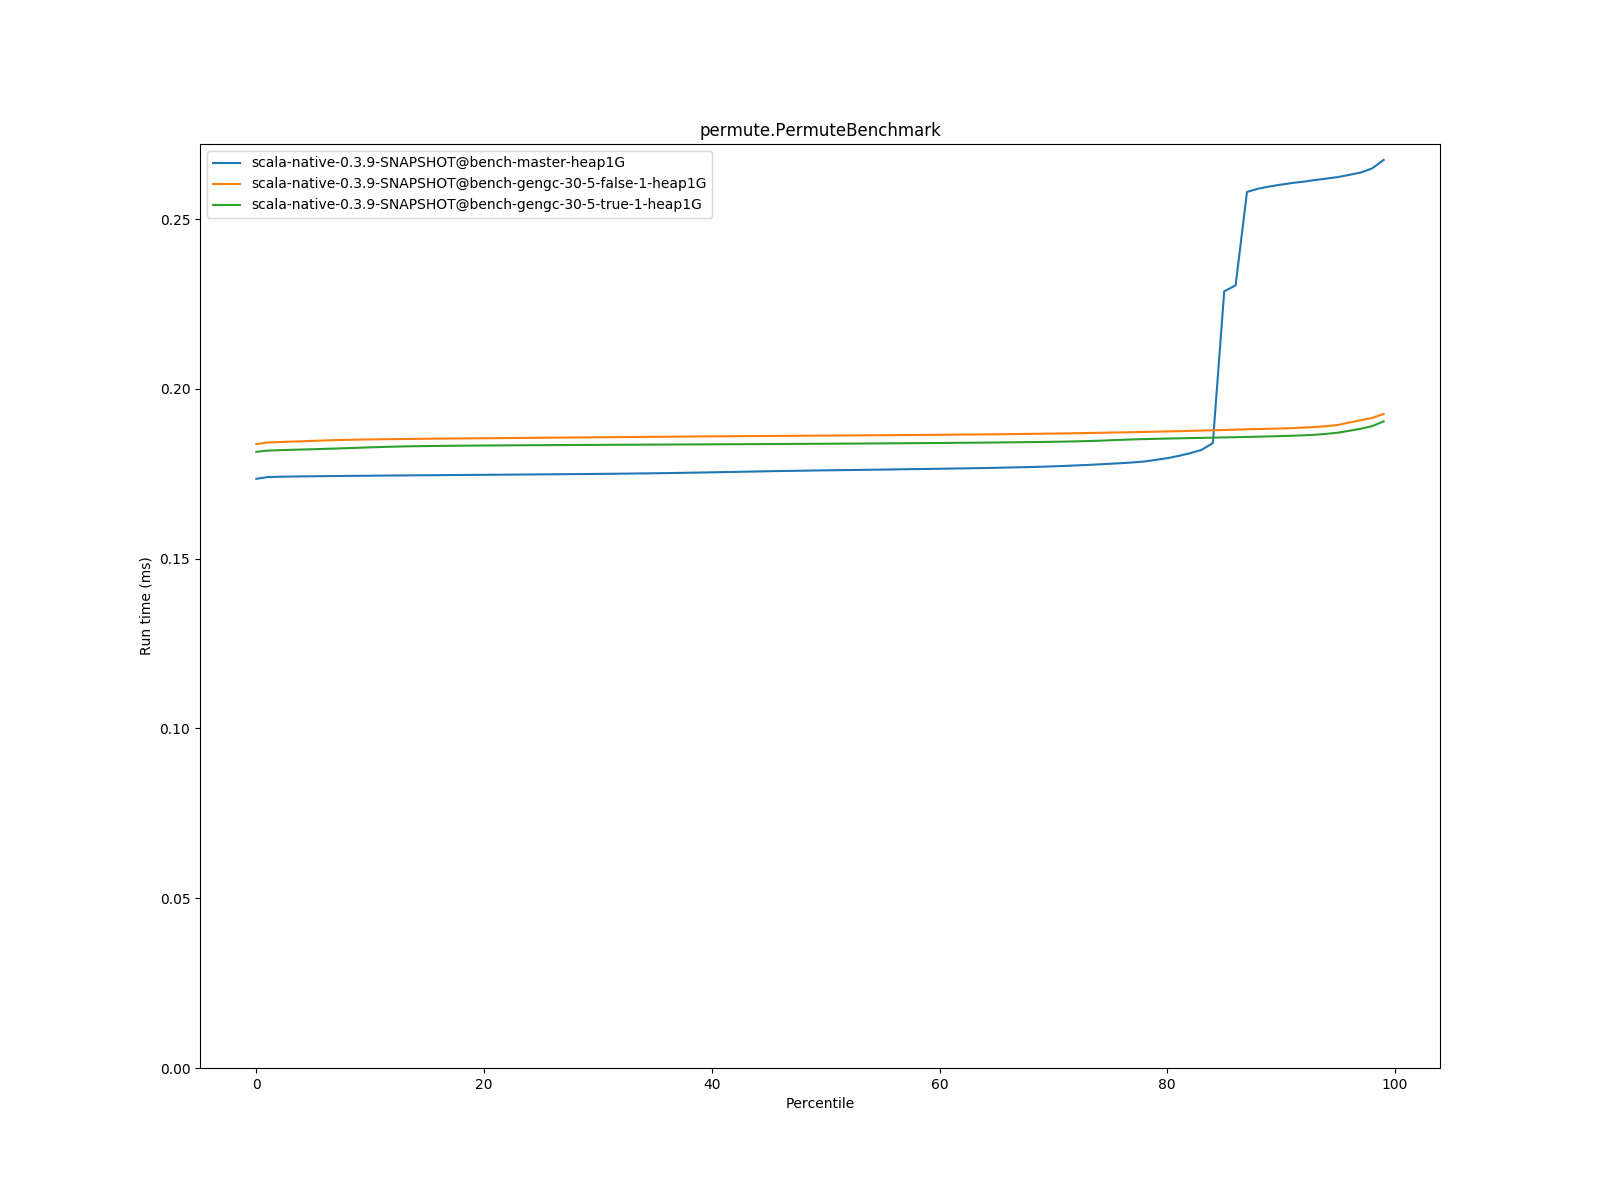 permute.PermuteBenchmark
scala-native-0.3.9-SNAPSHOT@bench-master-heap1G
scala-native-0.3.9-SNAPSHOT@bench-gengc-30-5-false-1-heap1G
scala-native-0.3.9-SNAPSHOT@bench-gengc-30-5-true-1-heap1G
0.25
0.20
0.15
0.10
0.05
0.00
Run time (ms)
0 20 40 60 80 100
Percentile